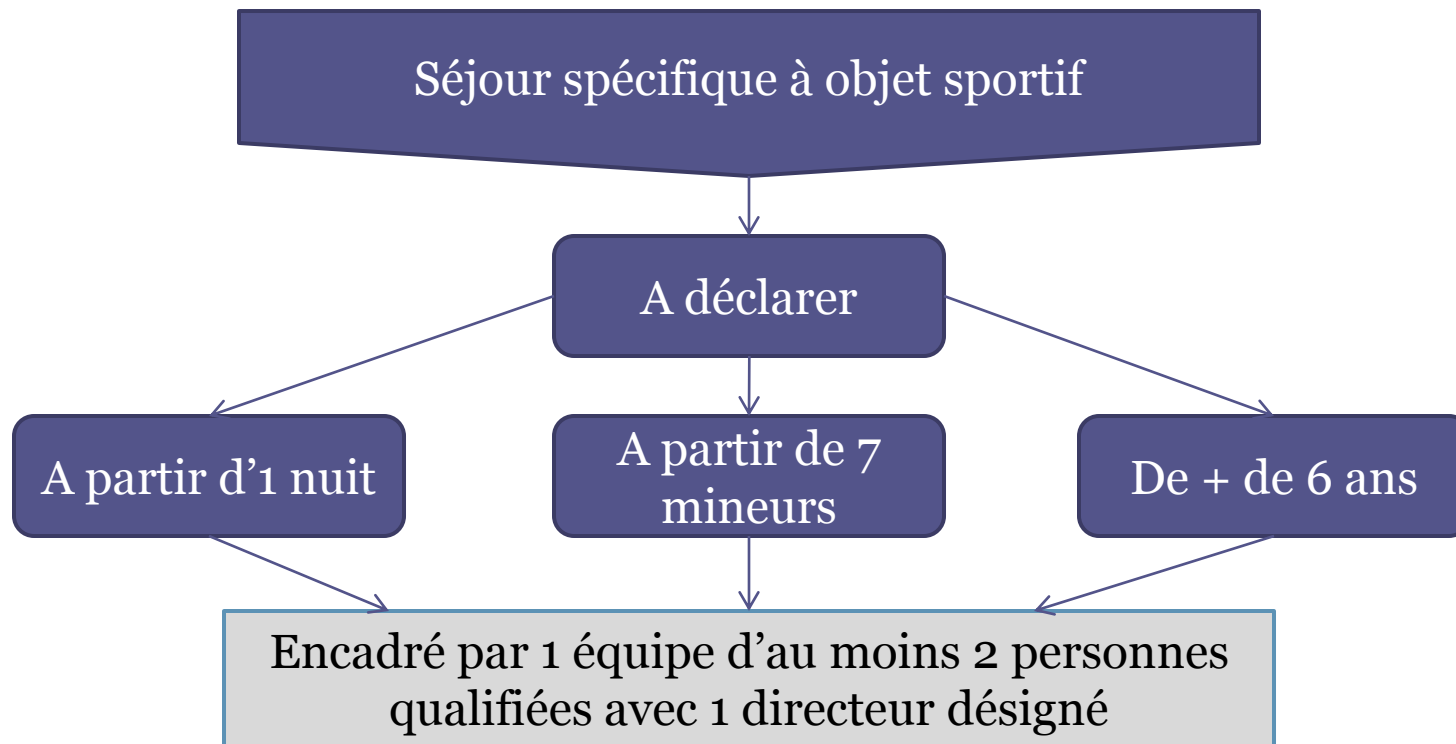 Séjour spécifique à objet sportif
A déclarer
A partir d’1 nuit
A partir de 7
mineurs
De + de 6 ans
Encadré par 1 équipe d’au moins 2 personnes
qualifiées avec 1 directeur désigné